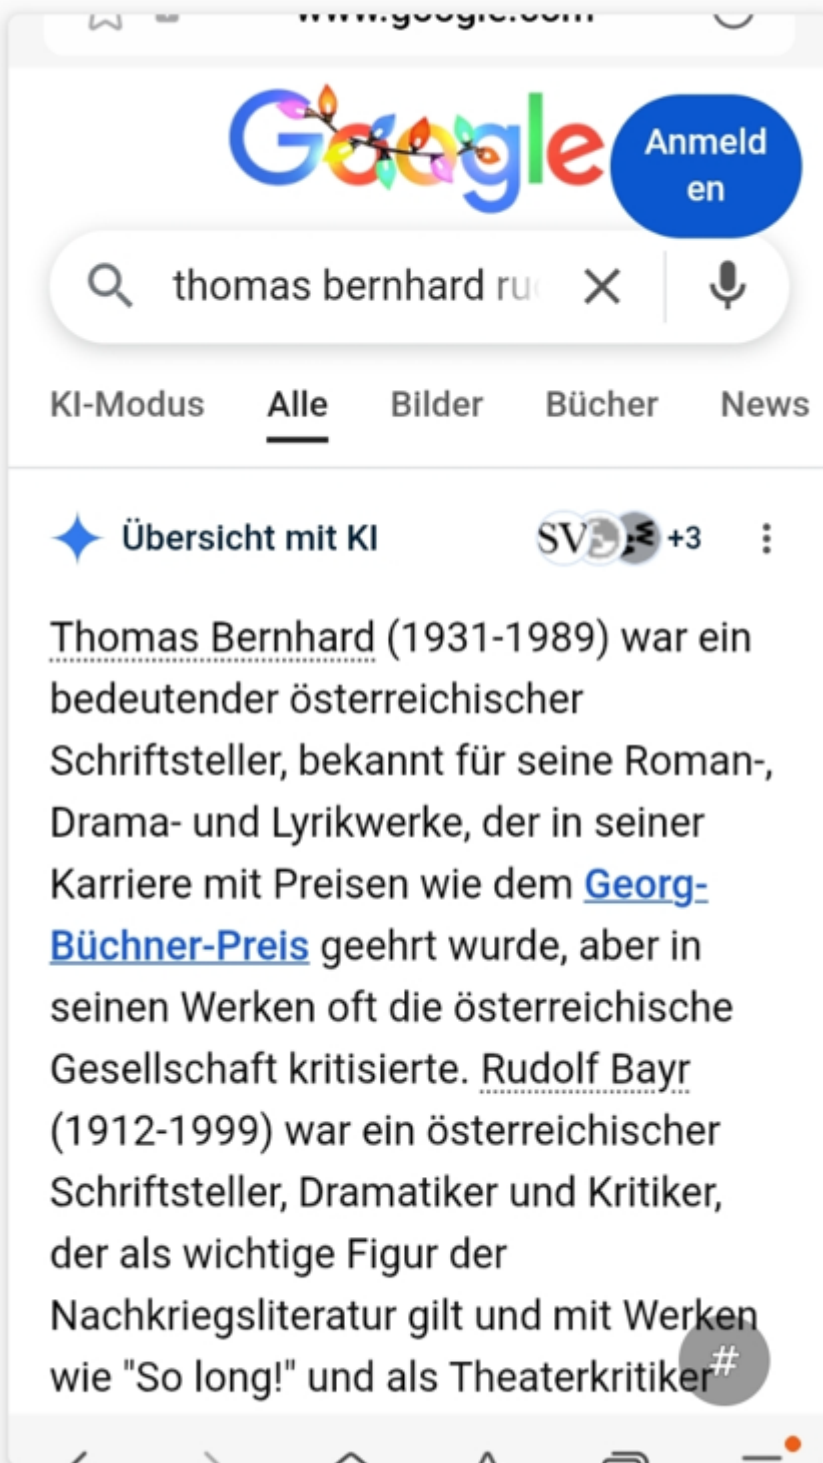 www.google.com
Google
Anmeld
en
thomas bernhard ru
KI-Modus Alle Bilder Bücher News
Übersicht mit KI SV +3
Thomas Bernhard (1931-1989) war ein
bedeutender österreichischer
Schriftsteller, bekannt für seine Roman-,
Drama- und Lyrikwerke, der in seiner
Karriere mit Preisen wie dem Georg-
Büchner-Preis geehrt wurde, aber in
seinen Werken oft die österreichische
Gesellschaft kritisierte. Rudolf Bayr
(1912-1999) war ein österreichischer
Schriftsteller, Dramatiker und Kritiker,
der als wichtige Figur der
Nachkriegsliteratur gilt und mit Werken
wie "So long!" und als Theaterkritiker
#